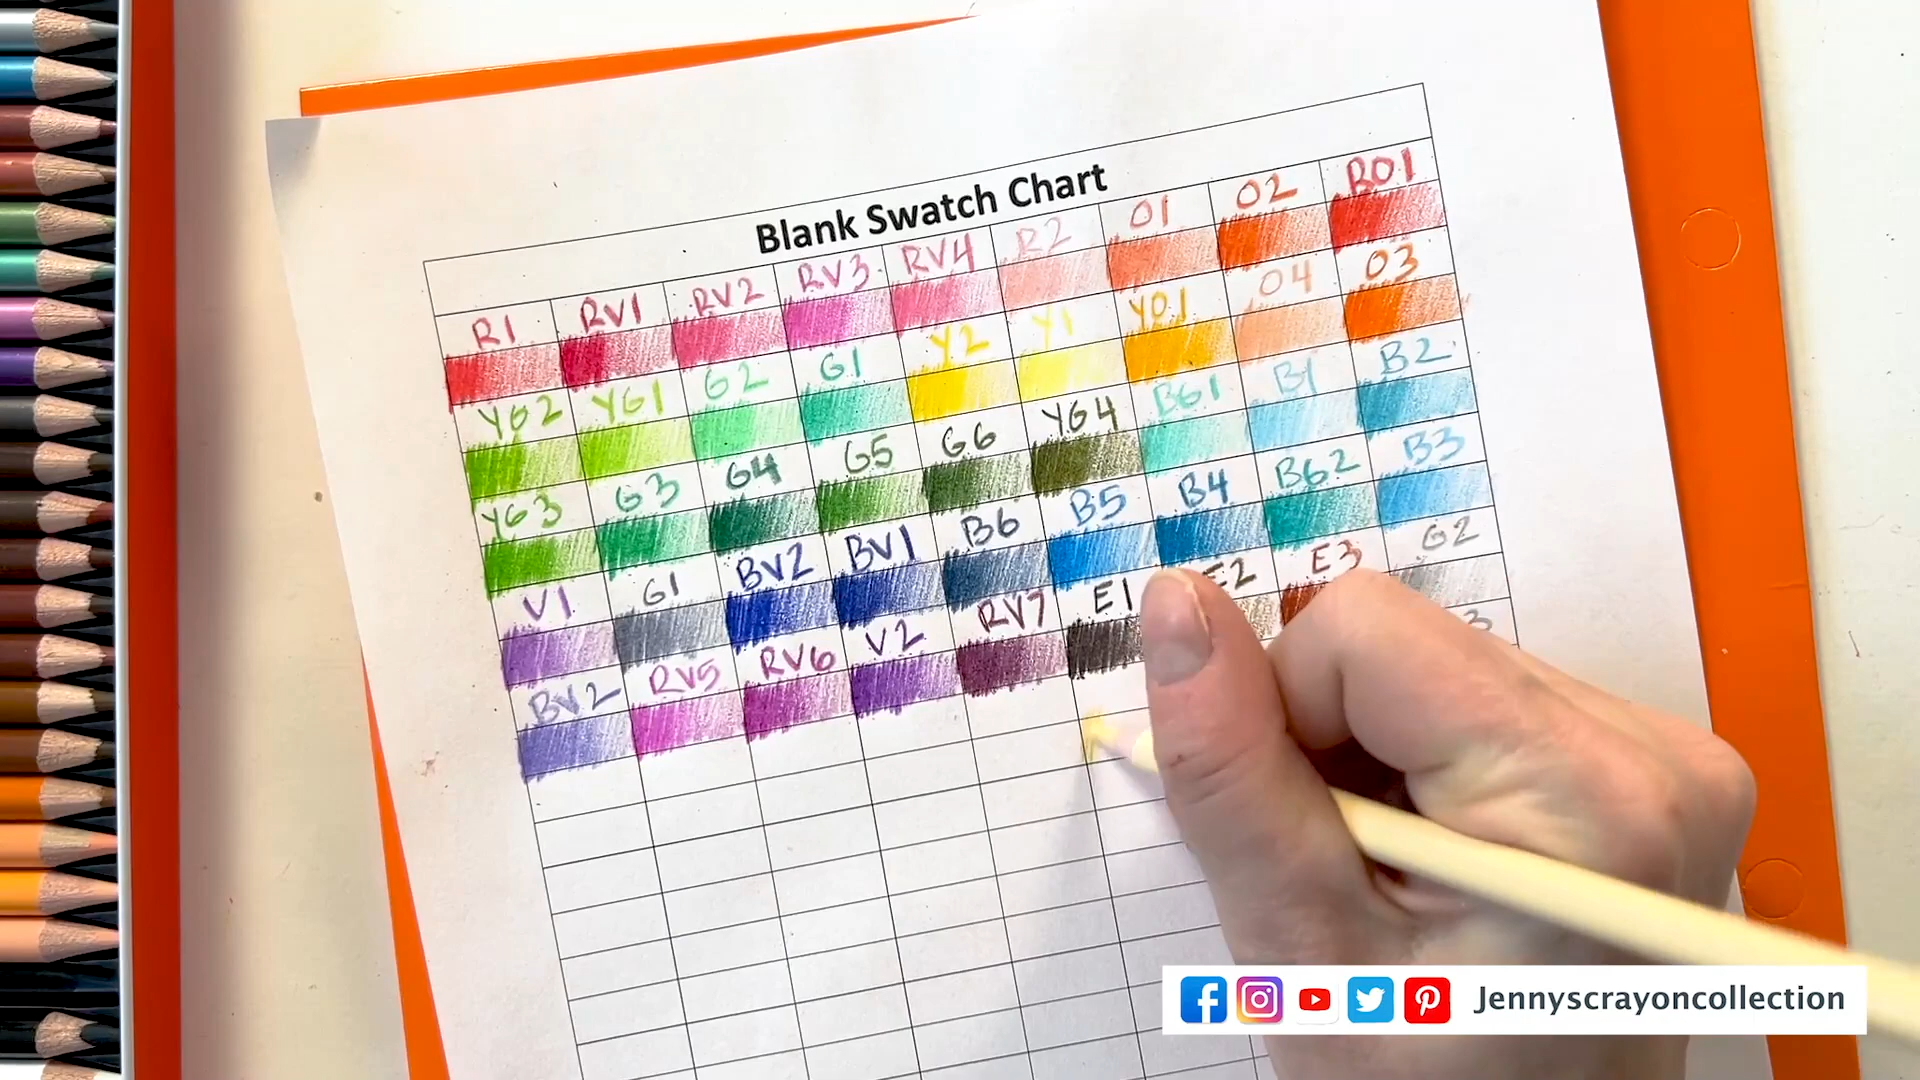 Blank Swatch Chart
R1 RV1 RV2 RV3 RV4 R2 O1 O2 RO1
YG2 YG1 G2 G1 Y2 Y1 YO1 O4 O3
YG3 G3 G4 G5 G6 YG4 BG1 B1 B2
V1 G1 BV2 BV1 B6 B5 B4 BG2 B3
BV2 RV5 RV6 V2 RV7 E1 E2 E3 G2
3
Jennyscrayoncollection